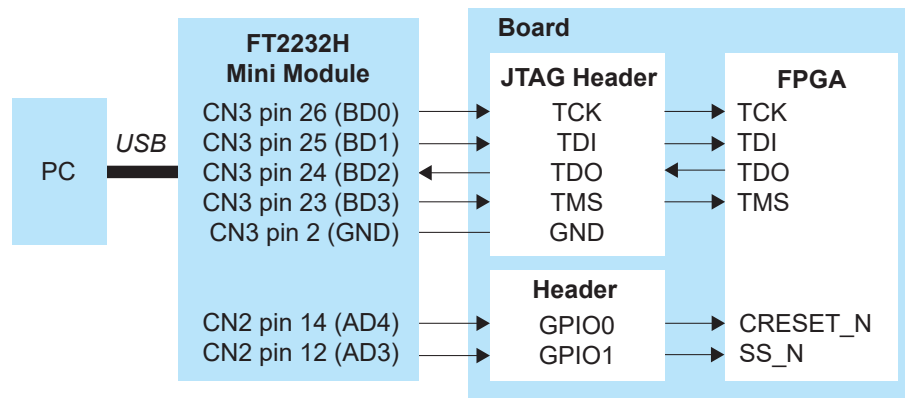 PC
USB
FT2232H
Mini Module
CN3 pin 26 (BD0)
CN3 pin 25 (BD1)
CN3 pin 24 (BD2)
CN3 pin 23 (BD3)
CN3 pin 2 (GND)
CN2 pin 14 (AD4)
CN2 pin 12 (AD3)
Board
JTAG Header
TCK
TDI
TDO
TMS
GND
Header
GPIO0
GPIO1
FPGA
TCK
TDI
TDO
TMS
CRESET_N
SS_N